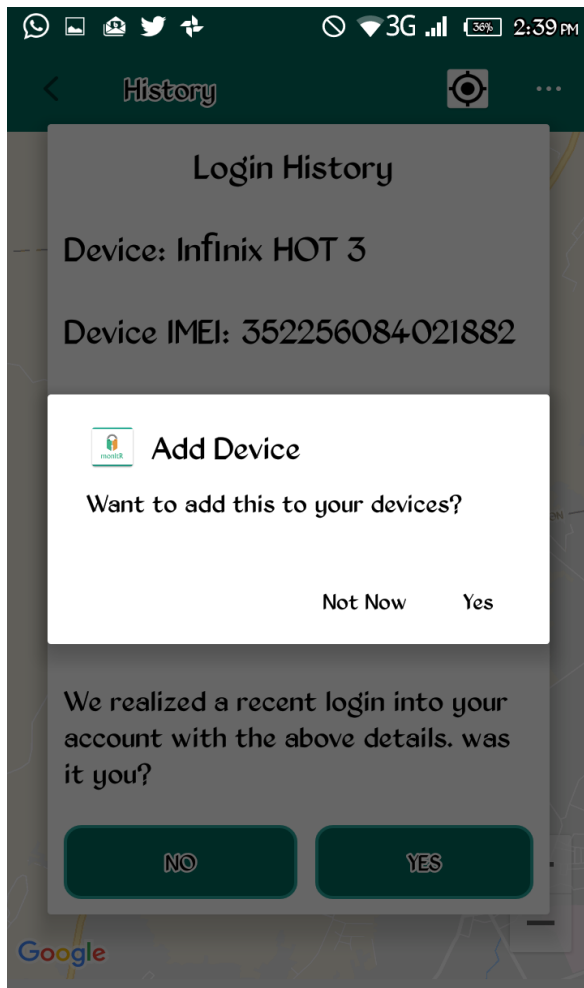 3G 36% 2:39 PM
History
Login History
Device: Infinix HOT 3
Device IMEI: 352256084021882
monitR
Add Device
Want to add this to your devices?
Not Now Yes
We realized a recent login into your
account with the above details. was
it you?
NO YES
Google